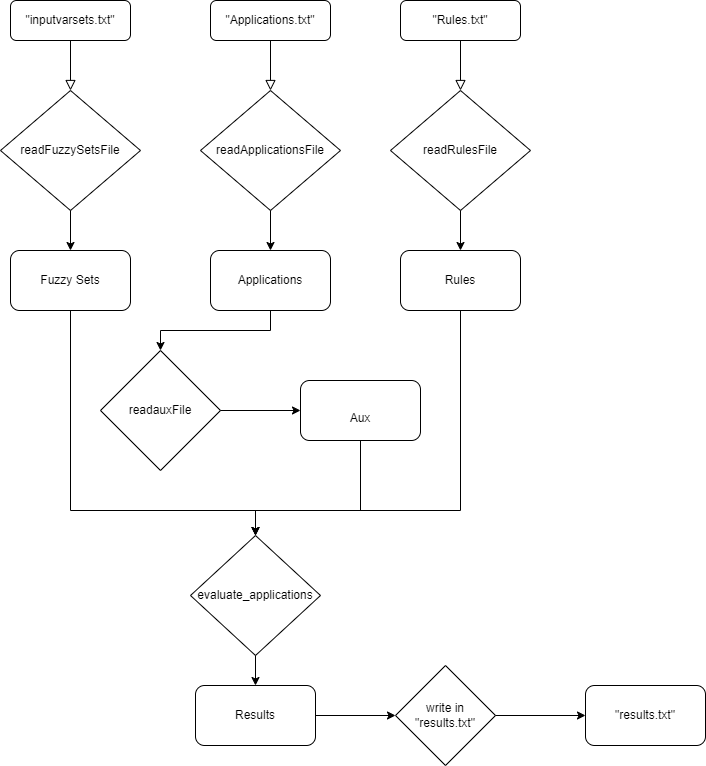 "inputvarsets.txt"
"Applications.txt"
"Rules.txt"
readFuzzySetsFile
readApplicationsFile
readRulesFile
Fuzzy Sets
Applications
Rules
readauxFile
Aux
evaluate_applications
Results
write in
"results.txt"
"results.txt"